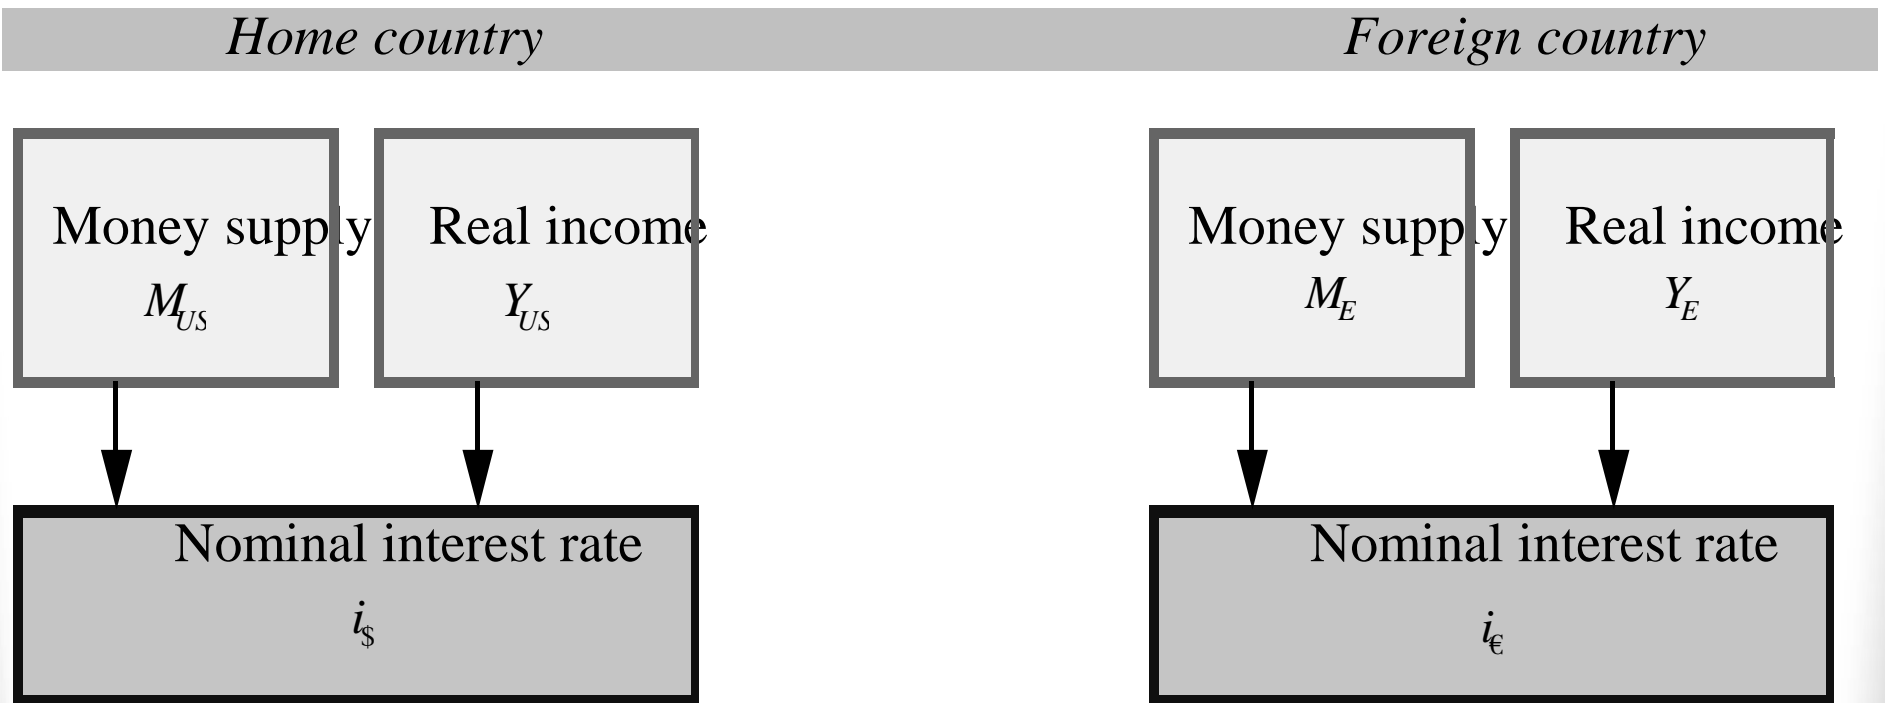 Home country
Foreign country
Money supply
M_US
Real income
Y_US
Money supply
M_E
Real income
Y_E
Nominal interest rate
i_$
Nominal interest rate
i_€